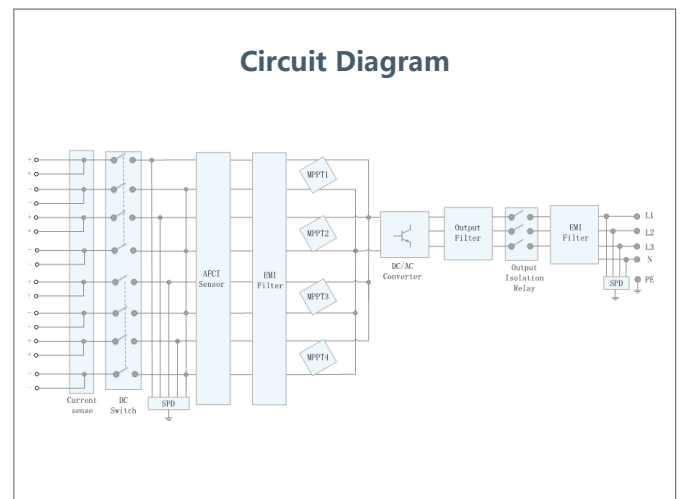 Circuit Diagram
+
+
-
-
+
+
-
-
+
+
-
-
+
+
-
-
Current
sense
DC
Switch
SPD
AFCI
Sensor
EMI
Filter
MPPT1
MPPT2
MPPT3
MPPT4
DC/AC
Converter
Output
Filter
Output
Isolation
Relay
EMI
Filter
L1
L2
L3
N
PE
SPD